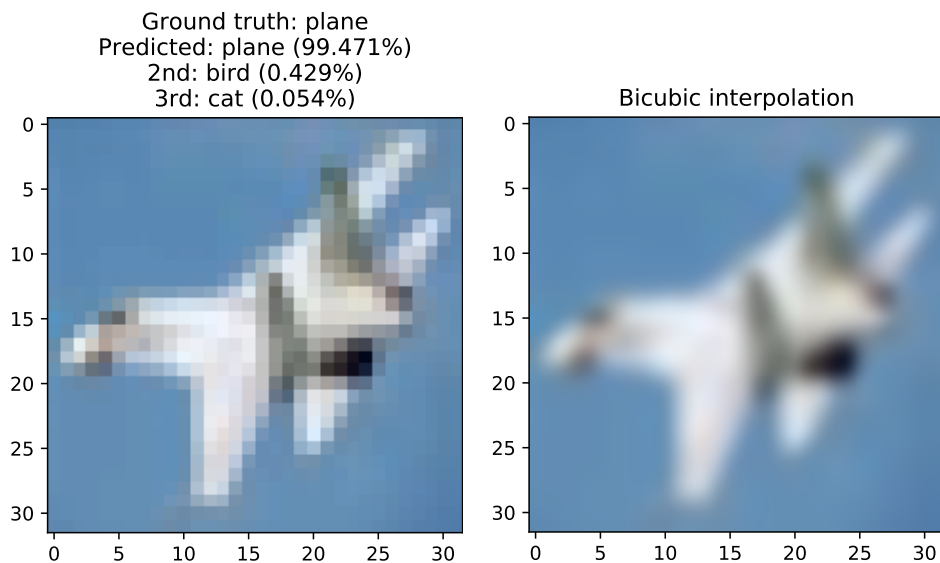 Ground truth: plane
Predicted: plane (99.471%)
2nd: bird (0.429%)
3rd: cat (0.054%)
Bicubic interpolation
0
5
10
15
20
25
30
0 5 10 15 20 25 30
0
5
10
15
20
25
30
0 5 10 15 20 25 30